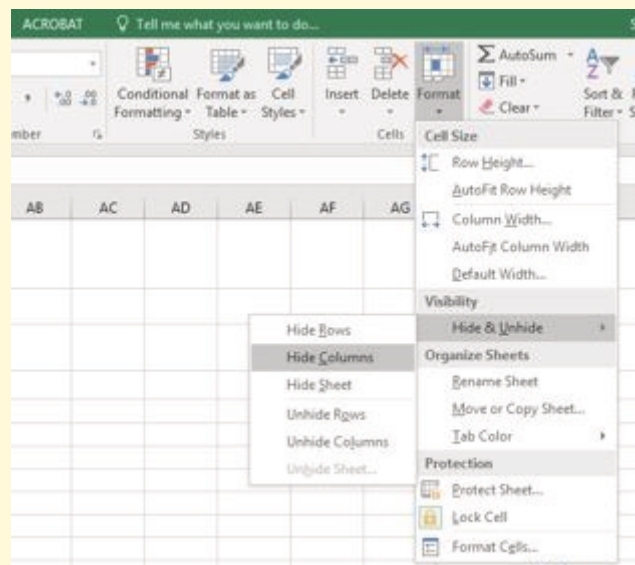 ACROBAT Tell me what you want to do...
AutoSum
Fill
Clear
Conditional Formatting
Format as Table
Cell Styles
Insert
Delete
Format
Sort &
Filter
Styles
Cells
AB AC AD AE AF AG
Cell Size
Row Height...
AutoFit Row Height
Column Width...
AutoFit Column Width
Default Width...
Visibility
Hide & Unhide
Hide Rows
Hide Columns
Hide Sheet
Unhide Rows
Unhide Columns
Unhide Sheet...
Organize Sheets
Rename Sheet
Move or Copy Sheet...
Tab Color
Protection
Protect Sheet...
Lock Cell
Format Cells...